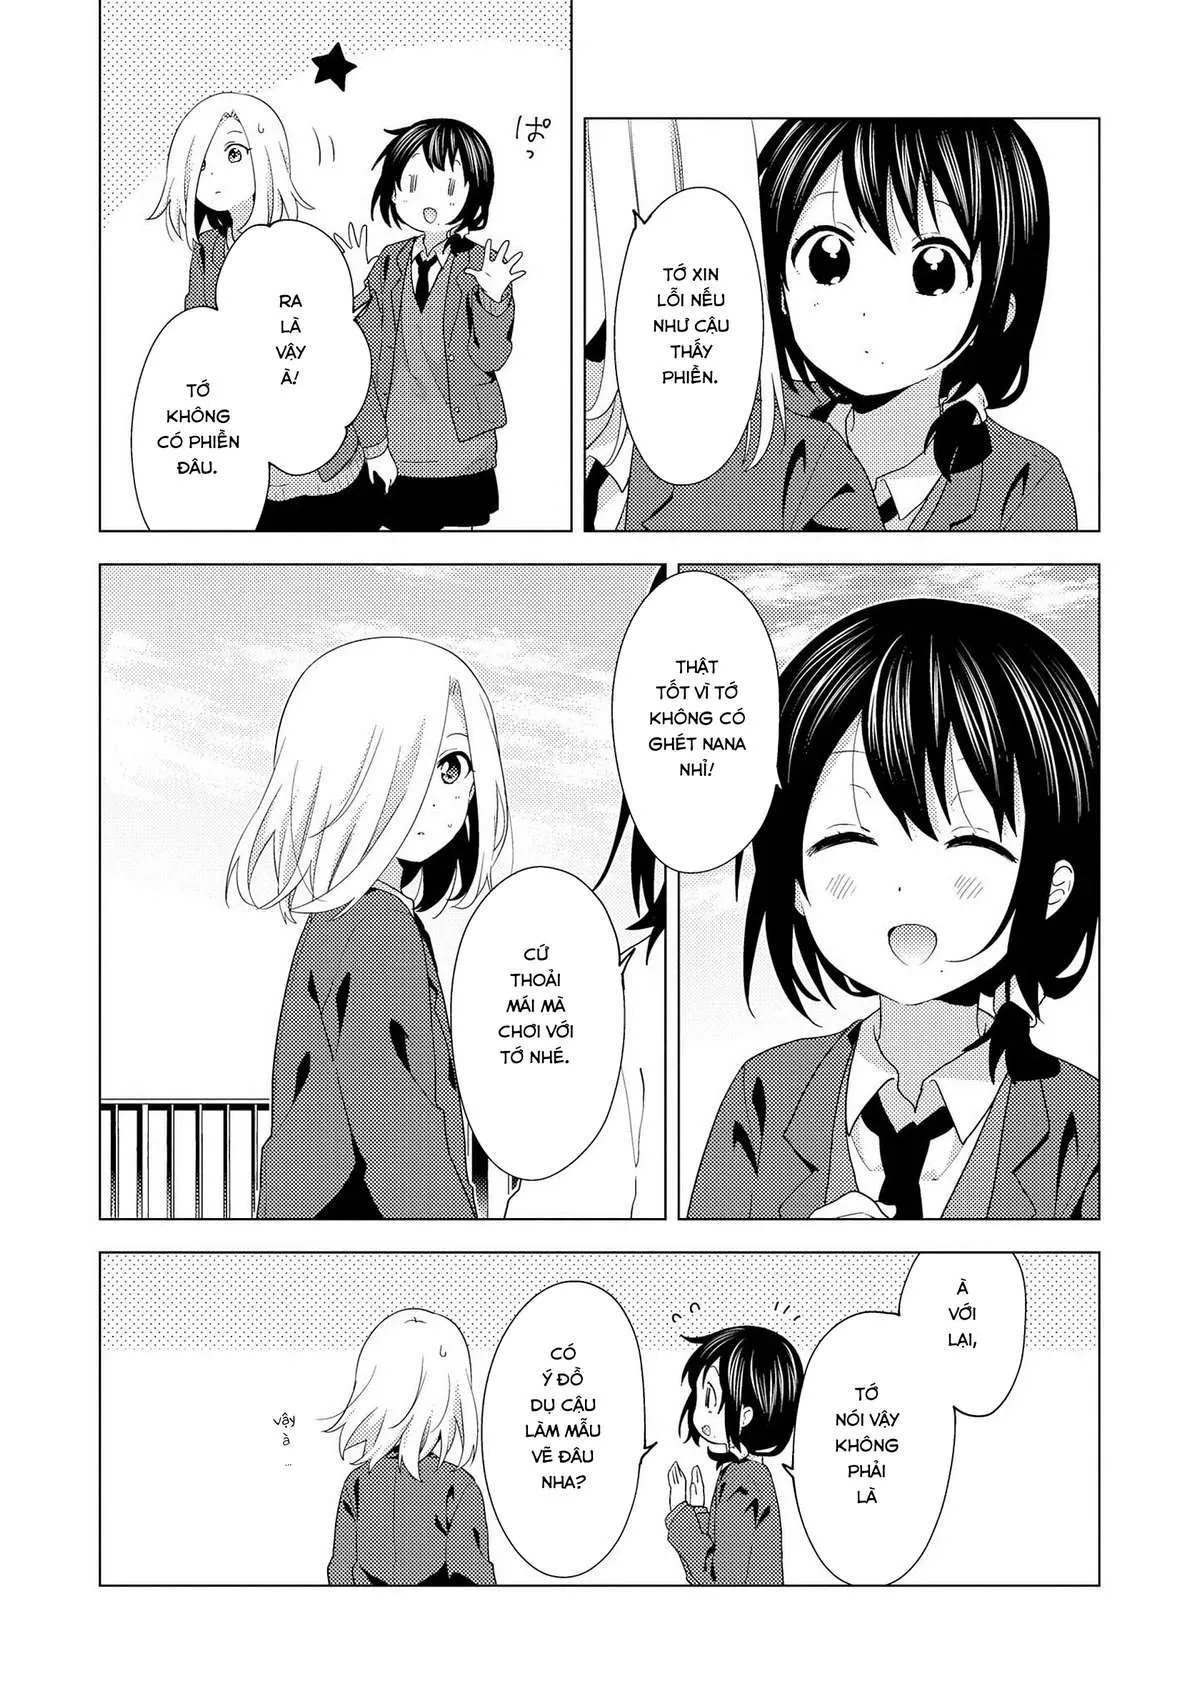 TỚ XIN
LỖI NẾU
NHƯ CẬU
THẤY
PHIỀN.
ぱっ
RA
LÀ
VẬY
À!
TỚ
KHÔNG
CÓ PHIỀN
ĐÂU.
THẬT
TỐT VÌ TỚ
KHÔNG CÓ
GHÉT NANA
NHỈ!
CỨ
THOẢI
MÁI MÀ
CHƠI VỚI
TỚ NHÉ.
À
VỚI
LẠI,
TỚ
NÓI VẬY
KHÔNG
PHẢI
LÀ
CÓ
Ý ĐỒ
DỤ CẬU
LÀM MẪU
VẼ ĐÂU
NHA?
vậy
à
...